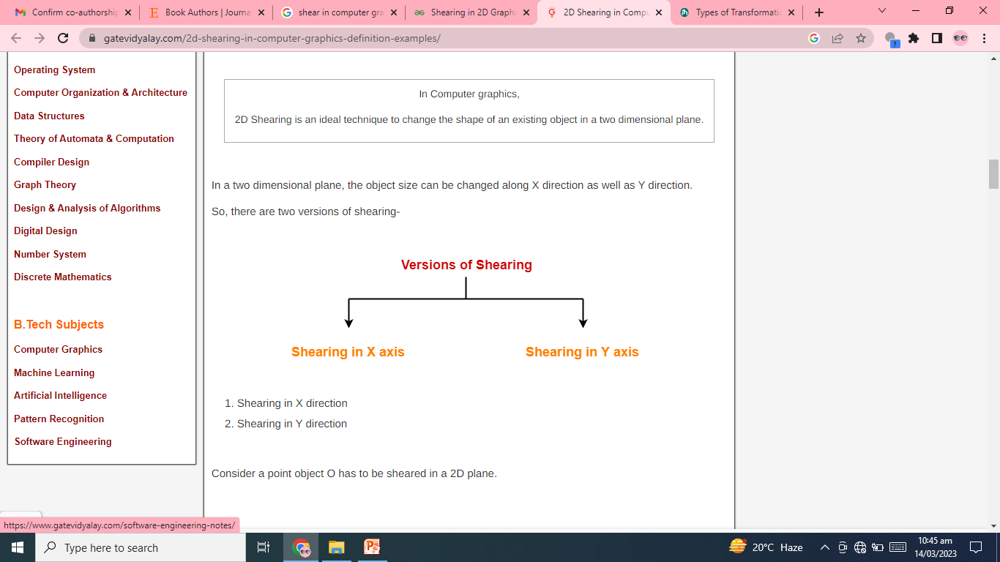 Confirm co-authorship
Book Authors | Journa
shear in computer gra
Shearing in 2D Graph
2D Shearing in Compu
Types of Transformatio
gatevidyalay.com/2d-shearing-in-computer-graphics-definition-examples/
Operating System
Computer Organization & Architecture
Data Structures
Theory of Automata & Computation
Compiler Design
Graph Theory
Design & Analysis of Algorithms
Digital Design
Number System
Discrete Mathematics
B.Tech Subjects
Computer Graphics
Machine Learning
Artificial Intelligence
Pattern Recognition
Software Engineering
In Computer graphics,
2D Shearing is an ideal technique to change the shape of an existing object in a two dimensional plane.
In a two dimensional plane, the object size can be changed along X direction as well as Y direction.
So, there are two versions of shearing-
Versions of Shearing
Shearing in X axis
Shearing in Y axis
1. Shearing in X direction
2. Shearing in Y direction
Consider a point object O has to be sheared in a 2D plane.
https://www.gatevidyalay.com/software-engineering-notes/
Type here to search
20°C Haze
10:45 am
14/03/2023